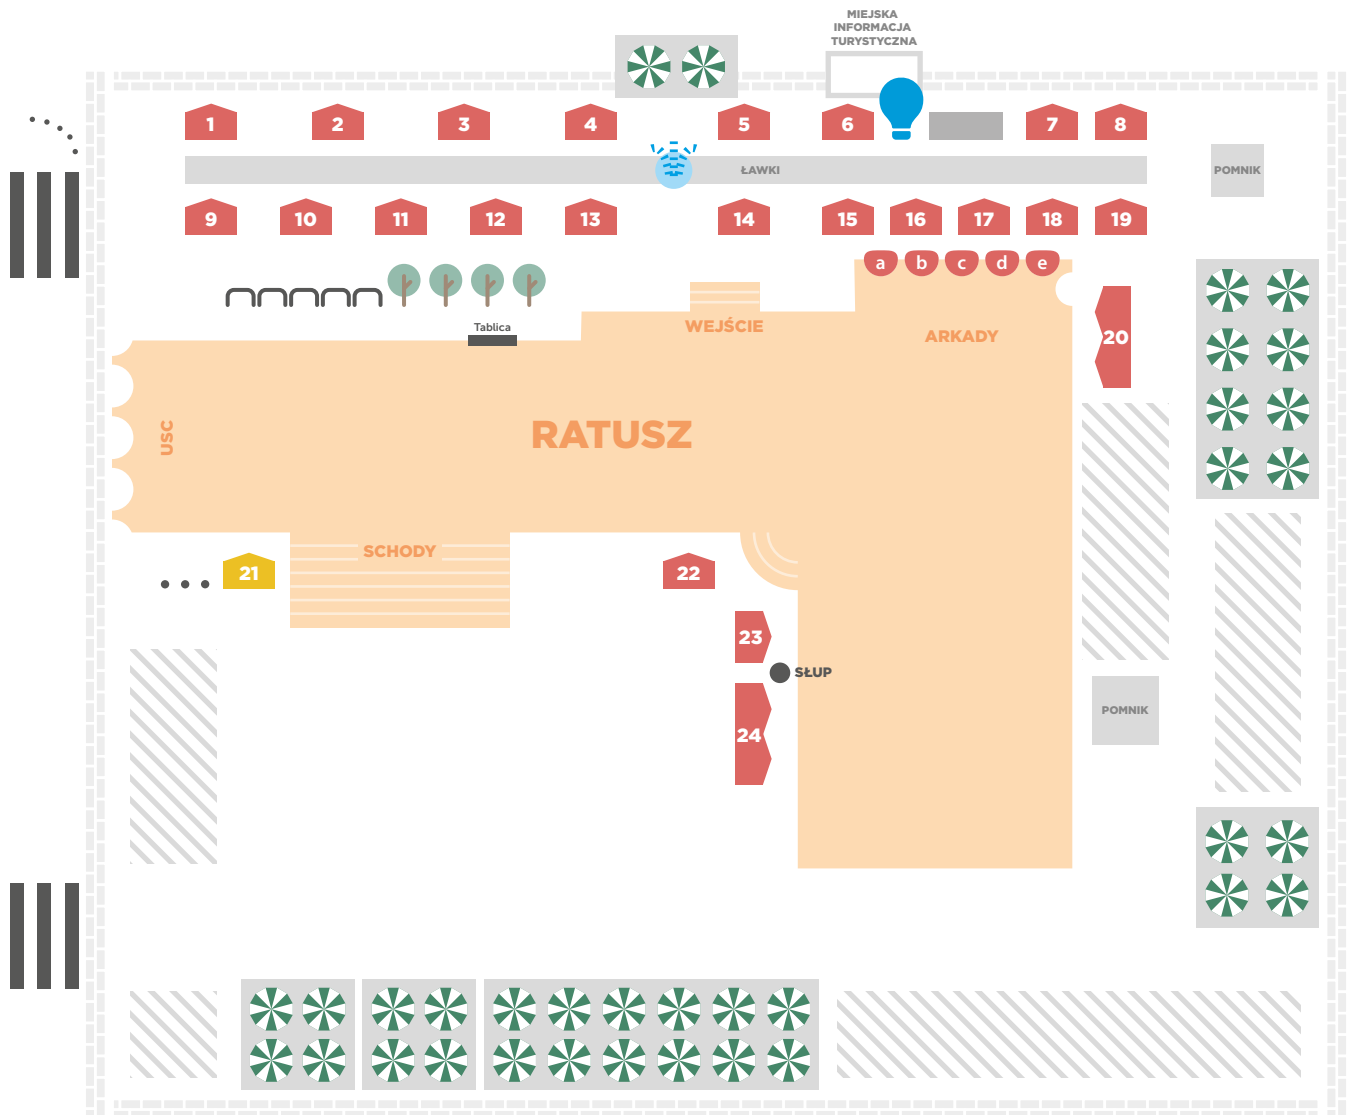 MIEJSKA
INFORMACJA
TURYSTYCZNA
1
2
3
4
5
6
7
8
ŁAWKI
POMNIK
9
10
11
12
13
14
15
16
17
18
19
a
b
c
d
e
Tablica
WEJŚCIE
ARKADY
20
USC
RATUSZ
SCHODY
21
22
23
SŁUP
24
POMNIK